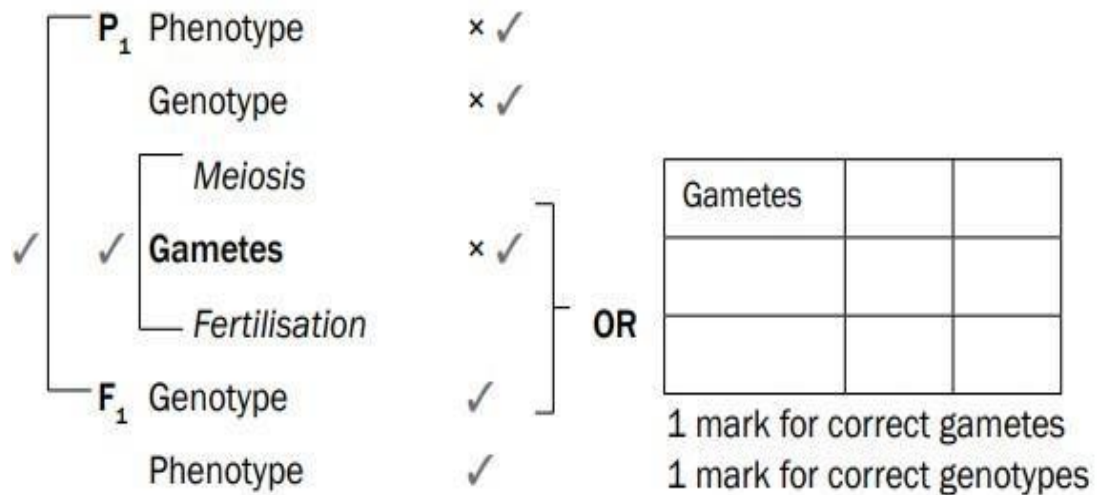 P₁ Phenotype × ✓
Genotype × ✓
Meiosis
✓ ✓ Gametes × ✓
Fertilisation
F₁ Genotype ✓
Phenotype ✓
OR
Gametes
1 mark for correct gametes
1 mark for correct genotypes